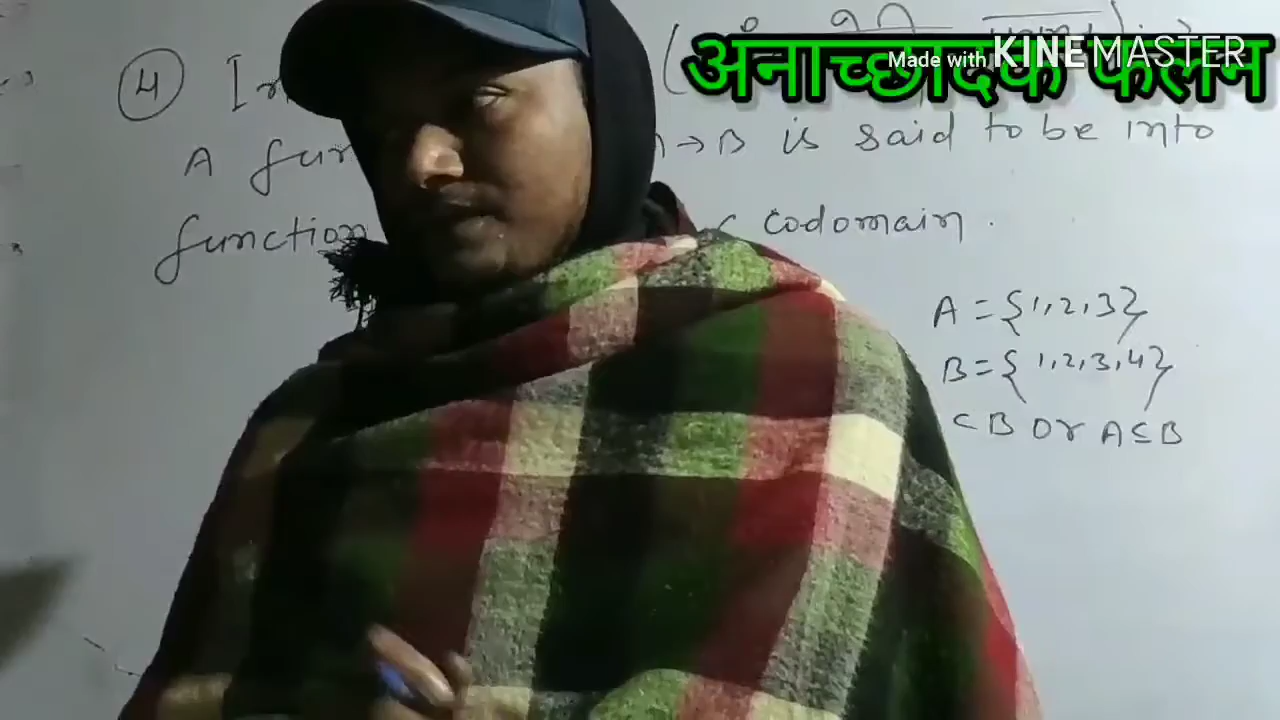 अनाच्छादक फलन
Made with KINEMASTER
4
A → B is said to be into
function codomain.
A = {1,2,3}
B = {1,2,3,4}
⊂ B or A ⊆ B